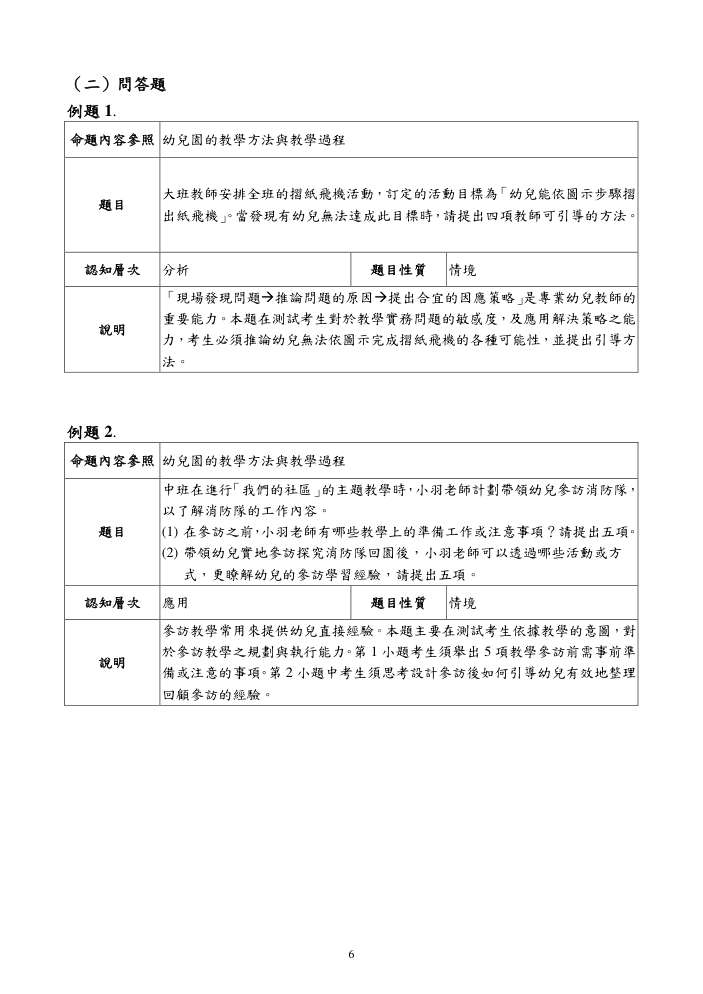 （二）問答題
例題 1.
命題內容參照 幼兒園的教學方法與教學過程
題目
大班教師安排全班的摺紙飛機活動，訂定的活動目標為「幼兒能依圖示步驟摺
出紙飛機」。當發現有幼兒無法達成此目標時，請提出四項教師可引導的方法。
認知層次 分析 題目性質 情境
說明
「現場發現問題→推論問題的原因→提出合宜的因應策略」是專業幼兒教師的
重要能力。本題在測試考生對於教學實務問題的敏感度，及應用解決策略之能
力，考生必須推論幼兒無法依圖示完成摺紙飛機的各種可能性，並提出引導方
法。
例題 2.
命題內容參照 幼兒園的教學方法與教學過程
題目
中班在進行「我們的社區」的主題教學時，小羽老師計劃帶領幼兒參訪消防隊，
以了解消防隊的工作內容。
(1) 在參訪之前，小羽老師有哪些教學上的準備工作或注意事項？請提出五項。
(2) 帶領幼兒實地參訪探究消防隊回園後，小羽老師可以透過哪些活動或方
式，更瞭解幼兒的參訪學習經驗，請提出五項。
認知層次 應用 題目性質 情境
說明
參訪教學常用來提供幼兒直接經驗。本題主要在測試考生依據教學的意圖，對
於參訪教學之規劃與執行能力。第 1 小題考生須舉出 5 項教學參訪前需事前準
備或注意的事項。第 2 小題中考生須思考設計參訪後如何引導幼兒有效地整理
回顧參訪的經驗。
6